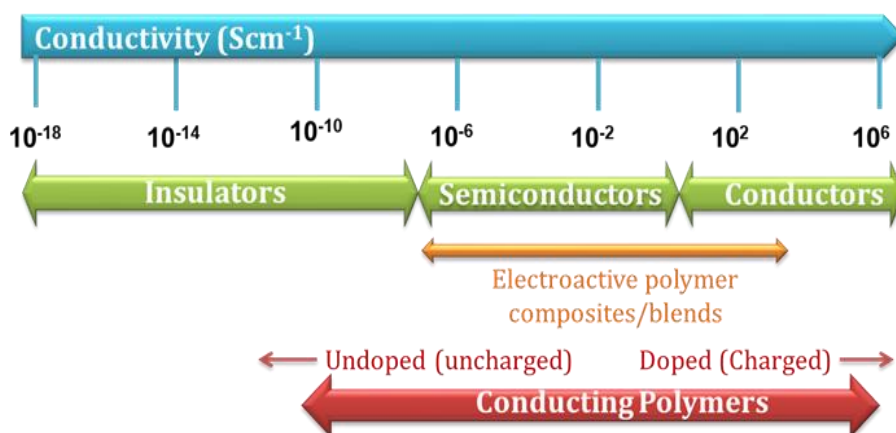 Conductivity (Scm⁻¹)
10⁻¹⁸ 10⁻¹⁴ 10⁻¹⁰ 10⁻⁶ 10⁻² 10² 10⁶
Insulators Semiconductors Conductors
Electroactive polymer
composites/blends
Undoped (uncharged) Doped (Charged)
Conducting Polymers